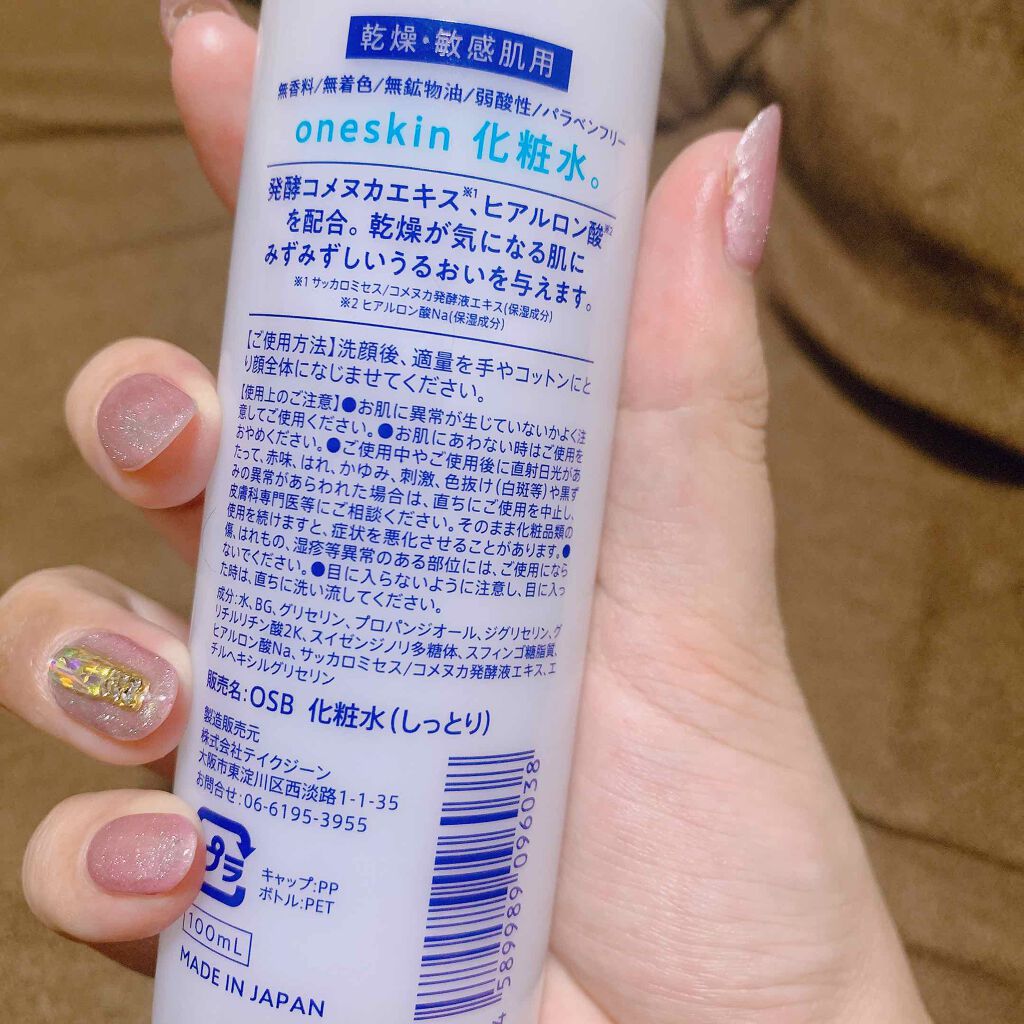 乾燥・敏感肌用
無香料/無着色/無鉱物油/弱酸性/パラベンフリー
oneskin 化粧水。
発酵コメヌカエキス※1、ヒアルロン酸※2
を配合。乾燥が気になる肌に
みずみずしいうるおいを与えます。
※1 サッカロミセス/コメヌカ発酵液エキス(保湿成分)
※2 ヒアルロン酸Na(保湿成分)
【ご使用方法】洗顔後、適量を手やコットンにと
り顔全体になじませてください。
【使用上のご注意】●お肌に異常が生じていないかよく注
意してご使用ください。●お肌にあわない時はご使用を
おやめください。●ご使用中やご使用後に直射日光があ
たって、赤味、はれ、かゆみ、刺激、色抜け(白斑等)や黒ず
みの異常があらわれた場合は、直ちにご使用を中止し、
皮膚科専門医等にご相談ください。そのまま化粧品類の
使用を続けますと、症状を悪化させることがあります。●
傷、はれもの、湿疹等異常のある部位には、ご使用になら
ないでください。●目に入らないように注意し、目に入っ
た時は、直ちに洗い流してください。
成分:水、BG、グリセリン、プロパンジオール、ジグリセリン、グ
リチルリチン酸2K、スイゼンジノリ多糖体、スフィンゴ糖脂質、
ヒアルロン酸Na、サッカロミセス/コメヌカ発酵液エキス、エ
チルヘキシルグリセリン
販売名:OSB 化粧水(しっとり)
製造販売元
株式会社テイクジーン
大阪市東淀川区西淡路1-1-35
お問合せ:06-6195-3955
プラ
キャップ:PP
ボトル:PET
100mL
MADE IN JAPAN
4 589989 096038